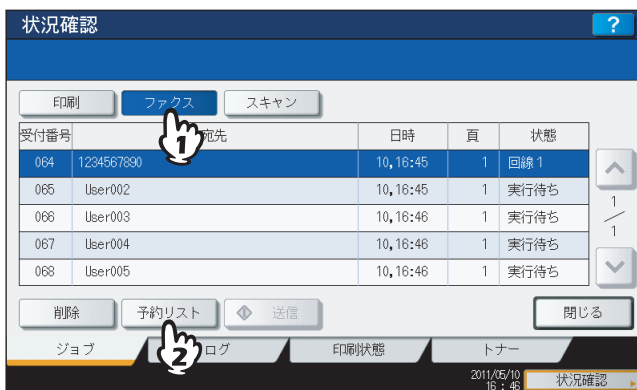 状況確認 ?
印刷 ファクス スキャン
受付番号 宛先 日時 頁 状態
064 1234567890 10,16:45 1 回線 1
065 User002 10,16:45 1 実行待ち
066 User003 10,16:46 1 実行待ち
067 User004 10,16:46 1 実行待ち
068 User005 10,16:46 1 実行待ち
1
/
1
1
削除 予約リスト 送信 閉じる
2
ジョブ ログ 印刷状態 トナー
2011/05/10
16 : 46
状況確認